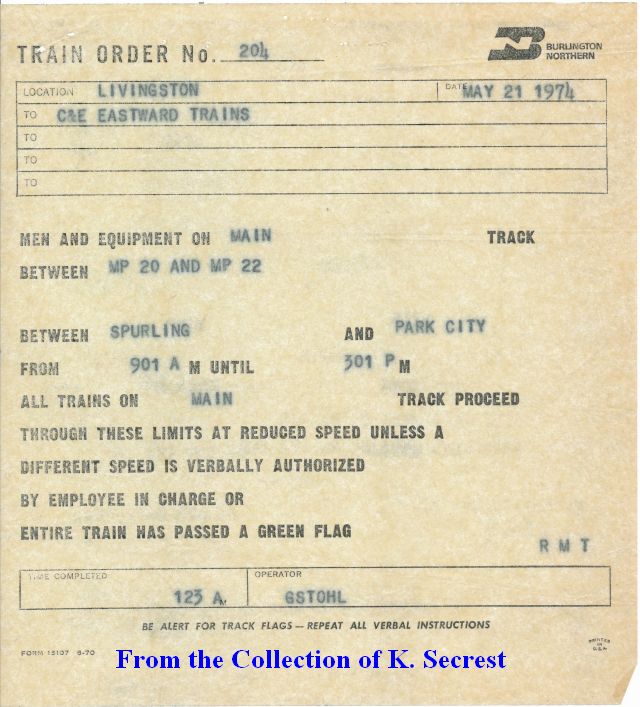 TRAIN ORDER No. 204
BURLINGTON
NORTHERN
LOCATION LIVINGSTON DATE MAY 21 1974
TO C&E EASTWARD TRAINS
TO
TO
TO
MEN AND EQUIPMENT ON MAIN TRACK
BETWEEN MP 20 AND MP 22
BETWEEN SPURLING AND PARK CITY
FROM 901 A M UNTIL 301 P M
ALL TRAINS ON MAIN TRACK PROCEED
THROUGH THESE LIMITS AT REDUCED SPEED UNLESS A
DIFFERENT SPEED IS VERBALLY AUTHORIZED
BY EMPLOYEE IN CHARGE OR
ENTIRE TRAIN HAS PASSED A GREEN FLAG
R M T
TIME COMPLETED OPERATOR
123 A. GSTOHL
BE ALERT FOR TRACK FLAGS — REPEAT ALL VERBAL INSTRUCTIONS
FORM 15107 6-70
PRINTED
IN
U.S.A.
From the Collection of K. Secrest